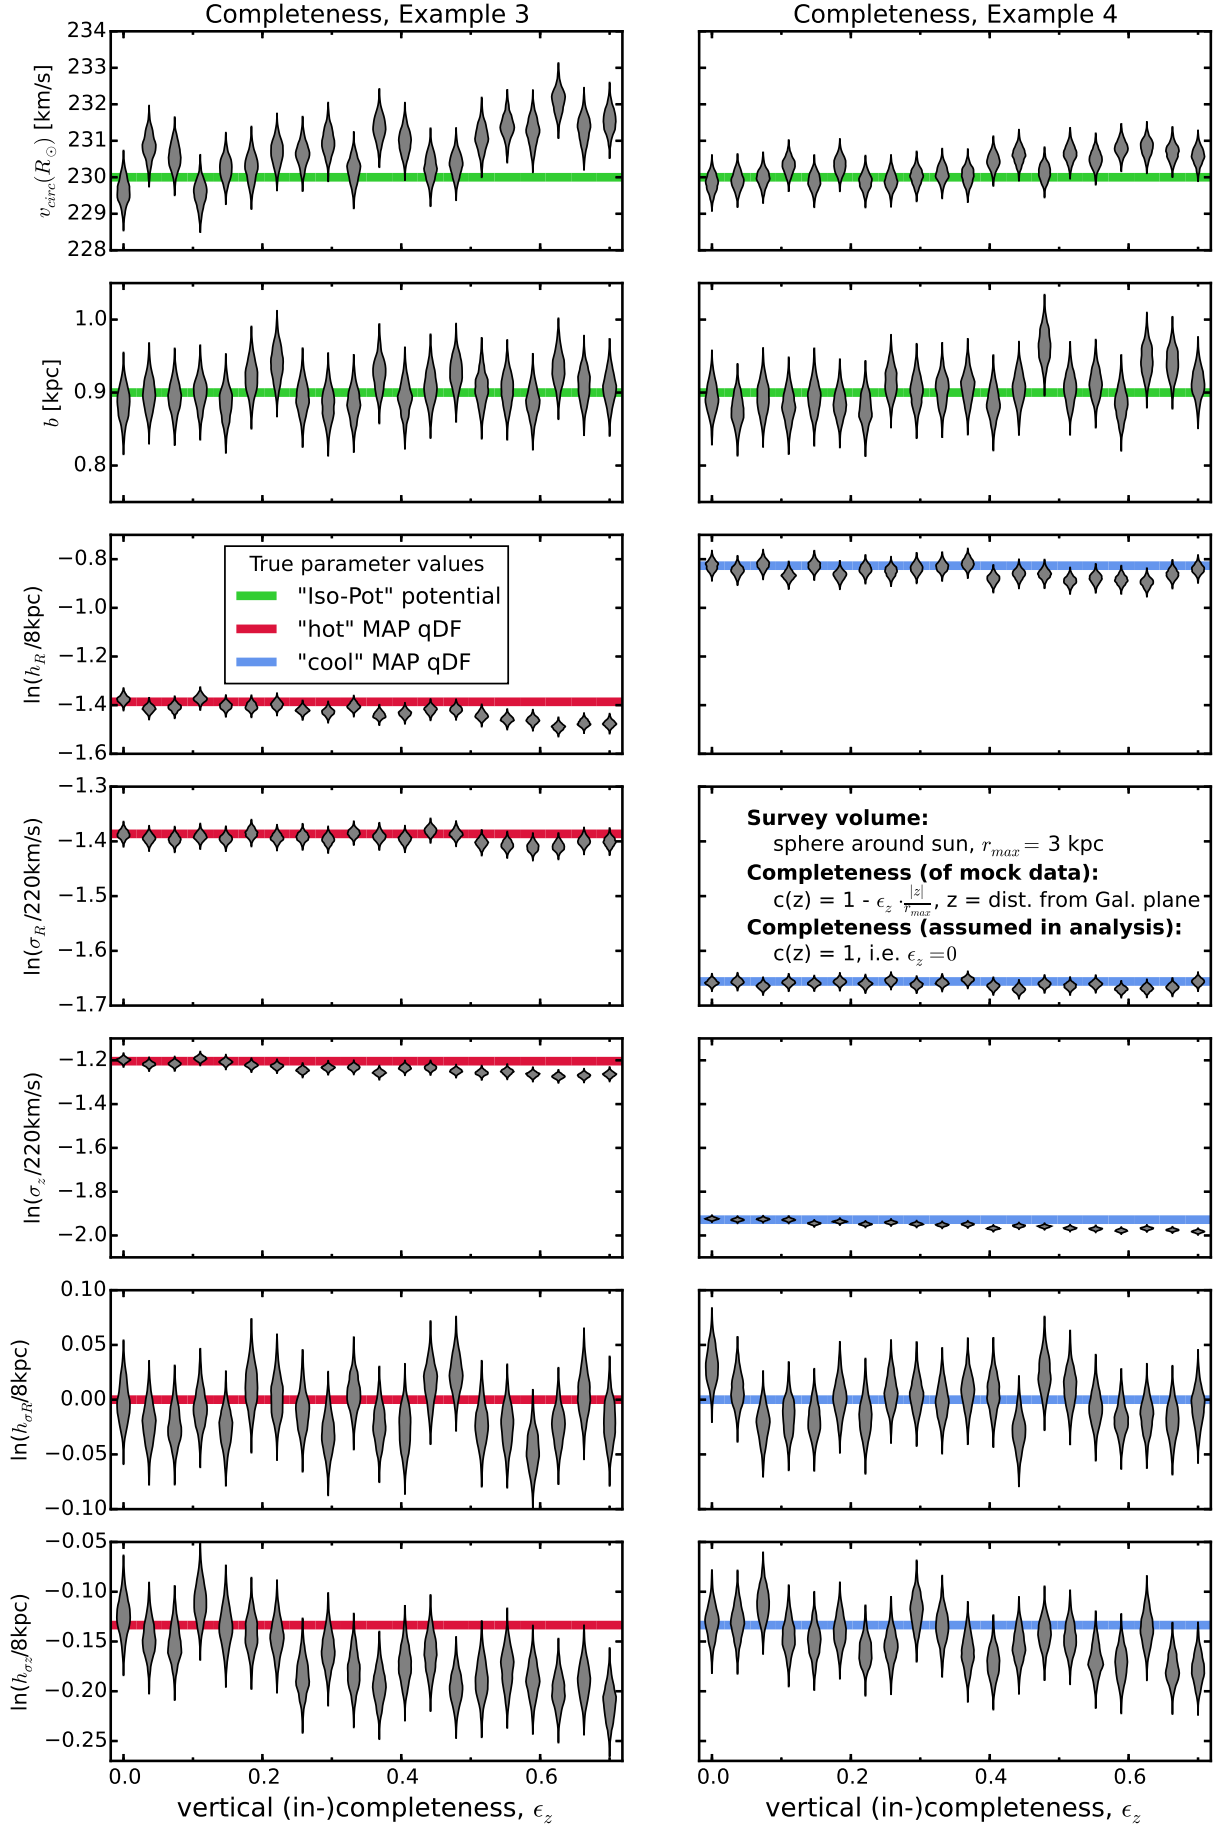 Completeness, Example 3
Completeness, Example 4
234
233
232
231
230
229
228
v_circ(R_⊙) [km/s]
1.0
0.9
0.8
b [kpc]
−0.8
−1.0
−1.2
−1.4
−1.6
ln(h_R/8kpc)
True parameter values
"Iso-Pot" potential
"hot" MAP qDF
"cool" MAP qDF
−1.3
−1.4
−1.5
−1.6
−1.7
ln(σ_R/220km/s)
Survey volume:
sphere around sun, r_max = 3 kpc
Completeness (of mock data):
c(z) = 1 - ϵ_z · |z|/r_max, z = dist. from Gal. plane
Completeness (assumed in analysis):
c(z) = 1, i.e. ϵ_z = 0
−1.2
−1.4
−1.6
−1.8
−2.0
ln(σ_z/220km/s)
0.10
0.05
0.00
−0.05
−0.10
ln(h_σR/8kpc)
−0.05
−0.10
−0.15
−0.20
−0.25
ln(h_σz/8kpc)
0.0 0.2 0.4 0.6
vertical (in-)completeness, ϵ_z
0.0 0.2 0.4 0.6
vertical (in-)completeness, ϵ_z